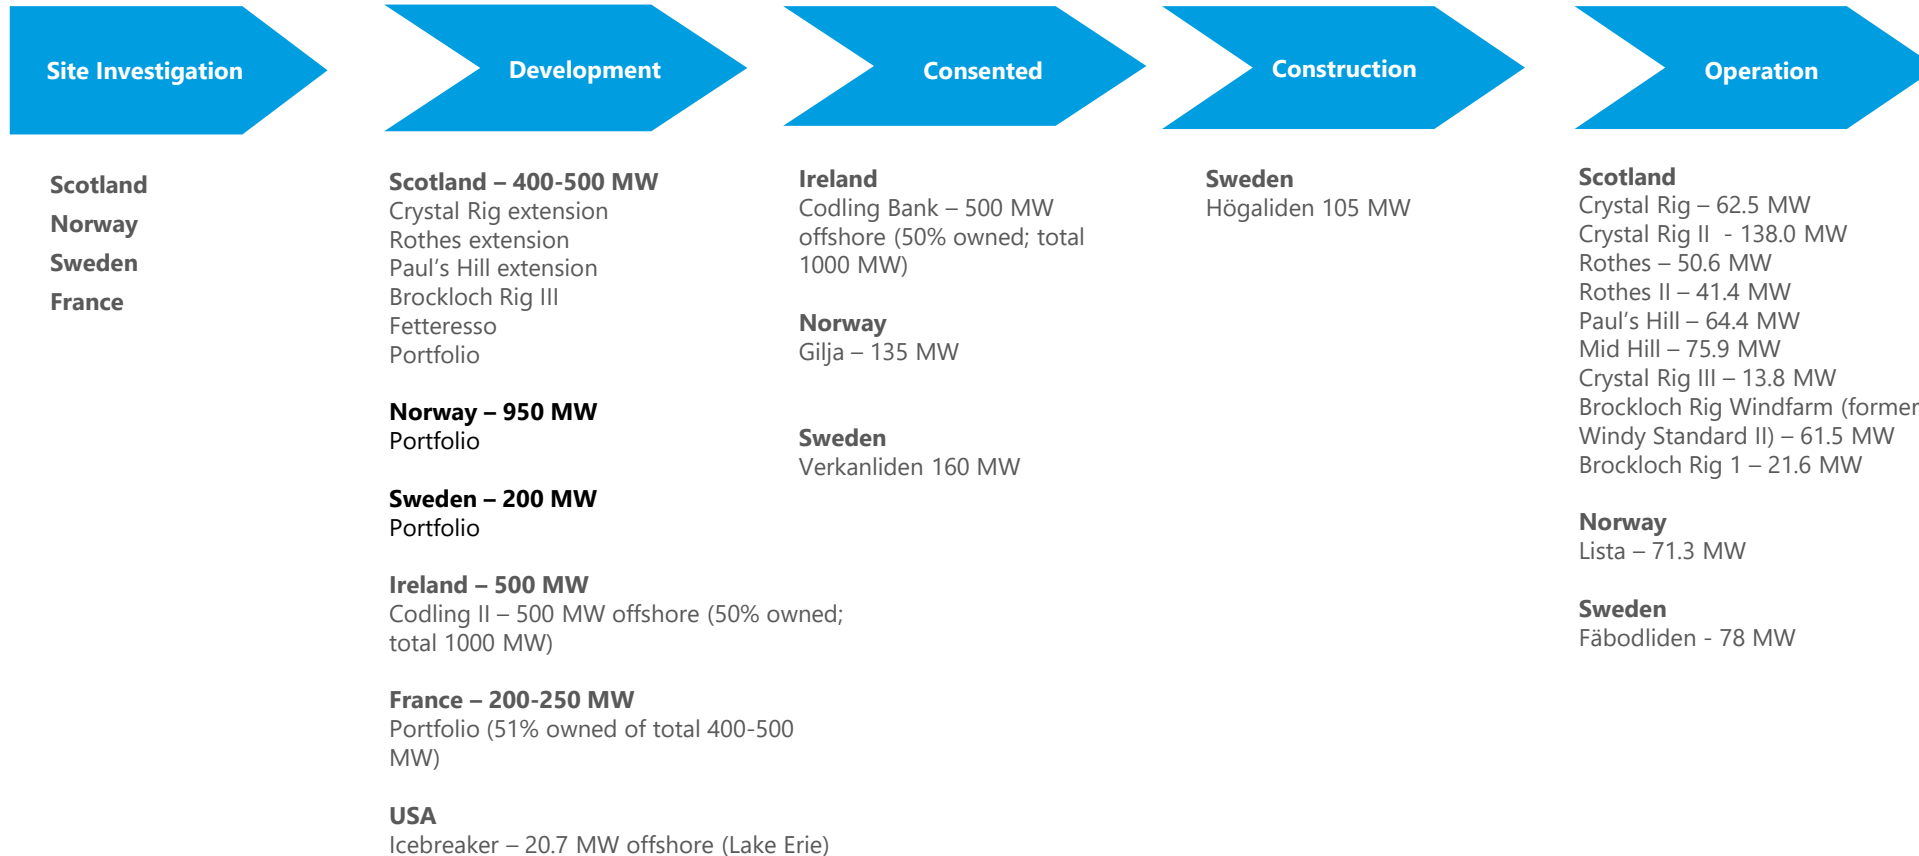 Site Investigation
Development
Consented
Construction
Operation
Scotland
Norway
Sweden
France
Scotland – 400-500 MW
Crystal Rig extension
Rothes extension
Paul’s Hill extension
Brockloch Rig III
Fetteresso
Portfolio
Norway – 950 MW
Portfolio
Sweden – 200 MW
Portfolio
Ireland – 500 MW
Codling II – 500 MW offshore (50% owned;
total 1000 MW)
France – 200-250 MW
Portfolio (51% owned of total 400-500
MW)
USA
Icebreaker – 20.7 MW offshore (Lake Erie)
Ireland
Codling Bank – 500 MW
offshore (50% owned; total
1000 MW)
Norway
Gilja – 135 MW
Sweden
Verkanliden 160 MW
Sweden
Högaliden 105 MW
Scotland
Crystal Rig – 62.5 MW
Crystal Rig II  - 138.0 MW
Rothes – 50.6 MW
Rothes II – 41.4 MW
Paul’s Hill – 64.4 MW
Mid Hill – 75.9 MW
Crystal Rig III – 13.8 MW
Brockloch Rig Windfarm (former
Windy Standard II) – 61.5 MW
Brockloch Rig 1 – 21.6 MW
Norway
Lista – 71.3 MW
Sweden
Fäbodliden - 78 MW